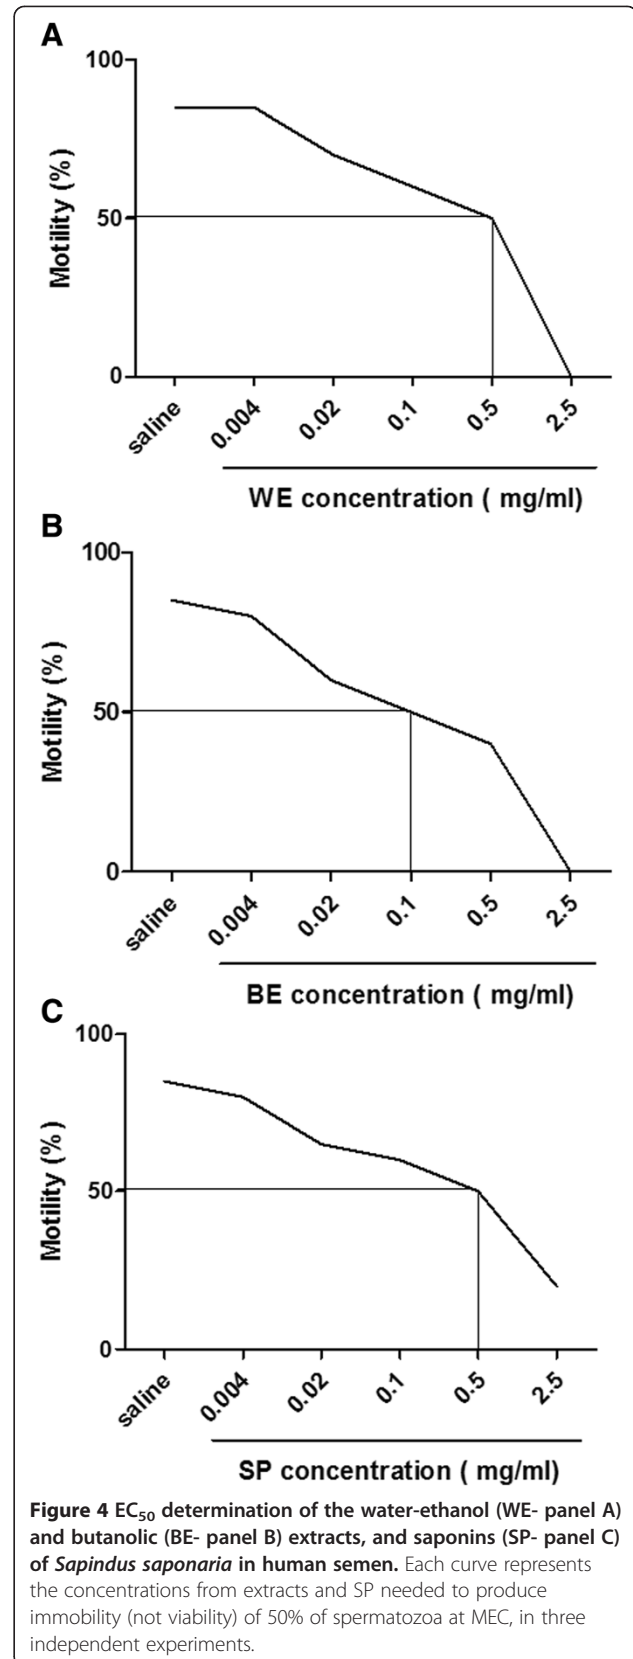 A
100
50
0
Motility (%)
saline
0.004
0.02
0.1
0.5
2.5
WE concentration ( mg/ml)
B
100
50
0
Motility (%)
saline
0.004
0.02
0.1
0.5
2.5
BE concentration ( mg/ml)
C
100
50
0
Motility (%)
saline
0.004
0.02
0.1
0.5
2.5
SP concentration ( mg/ml)
Figure 4 EC50 determination of the water-ethanol (WE- panel A)
and butanolic (BE- panel B) extracts, and saponins (SP- panel C)
of Sapindus saponaria in human semen. Each curve represents
the concentrations from extracts and SP needed to produce
immobility (not viability) of 50% of spermatozoa at MEC, in three
independent experiments.